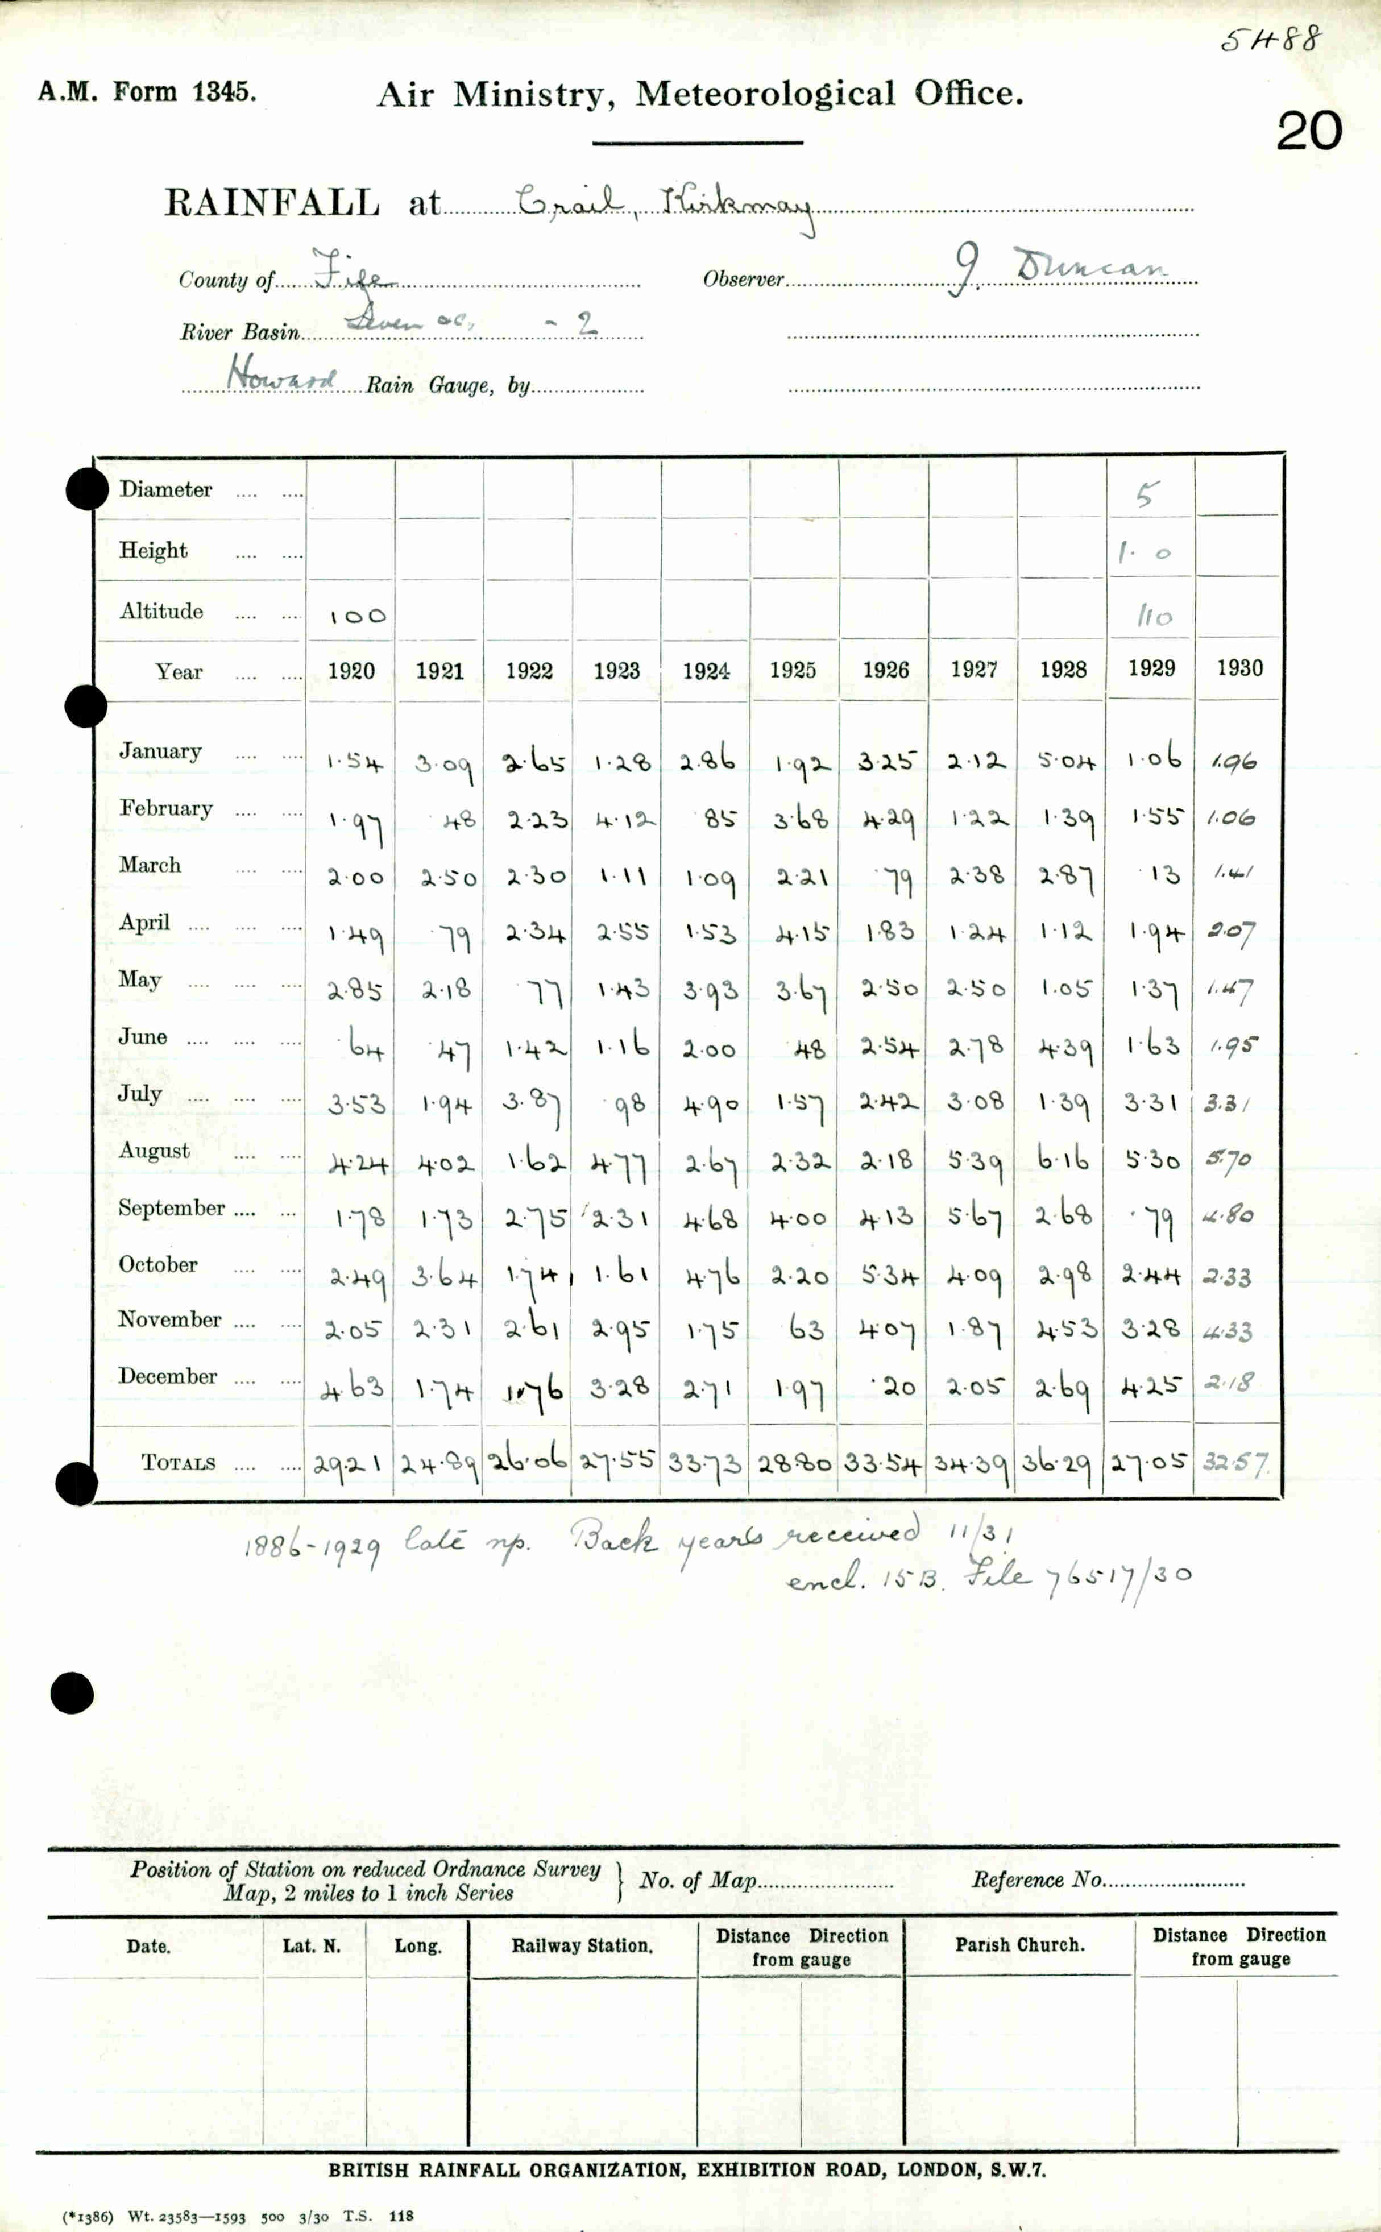 5488
A.M. Form 1345. Air Ministry, Meteorological Office.
20
RAINFALL at Crail, Kirkmay
County of Fife Observer J. Duncan
River Basin Leven &c, - 2
Howard Rain Gauge, by
Diameter 5
Height 1. 0
Altitude 100 110
Year 1920 1921 1922 1923 1924 1925 1926 1927 1928 1929 1930
January 1.54 3.09 2.65 1.28 2.86 1.92 3.25 2.12 5.04 1.06 1.96
February 1.97 .48 2.23 4.12 .85 3.68 4.29 1.22 1.39 1.55 1.06
March 2.00 2.50 2.30 1.11 1.09 2.21 .79 2.38 2.87 .13 1.41
April 1.49 .79 2.34 2.55 1.53 4.15 1.83 1.24 1.12 1.94 2.07
May 2.85 2.18 .77 1.43 3.93 3.67 2.50 2.50 1.05 1.37 1.47
June .64 .47 1.42 1.16 2.00 .48 2.54 2.78 4.39 1.63 1.95
July 3.53 1.94 3.87 .98 4.90 1.57 2.42 3.08 1.39 3.31 3.31
August 4.24 4.02 1.62 4.77 2.67 2.32 2.18 5.39 6.16 5.30 5.70
September 1.78 1.73 2.75 2.31 4.68 4.00 4.13 5.67 2.68 .79 4.80
October 2.49 3.64 1.74 1.61 4.76 2.20 5.34 4.09 2.98 2.44 2.33
November 2.05 2.31 2.61 2.95 1.75 .63 4.07 1.87 4.53 3.28 4.33
December 4.63 1.74 1.76 3.28 2.71 1.97 .20 2.05 2.69 4.25 2.18
TOTALS 29.21 24.89 26.06 27.55 33.73 28.80 33.54 34.39 36.29 27.05 32.57
1886-1929 late np. Back years received 11/31
encl. 15B. File 76517/30
Position of Station on reduced Ordnance Survey
Map, 2 miles to 1 inch Series } No. of Map Reference No.
Date. Lat. N. Long. Railway Station. Distance Direction from gauge Parish Church. Distance Direction from gauge
BRITISH RAINFALL ORGANIZATION, EXHIBITION ROAD, LONDON, S.W.7.
(*1386) Wt. 23583—1593 500 3/30 T.S. 118